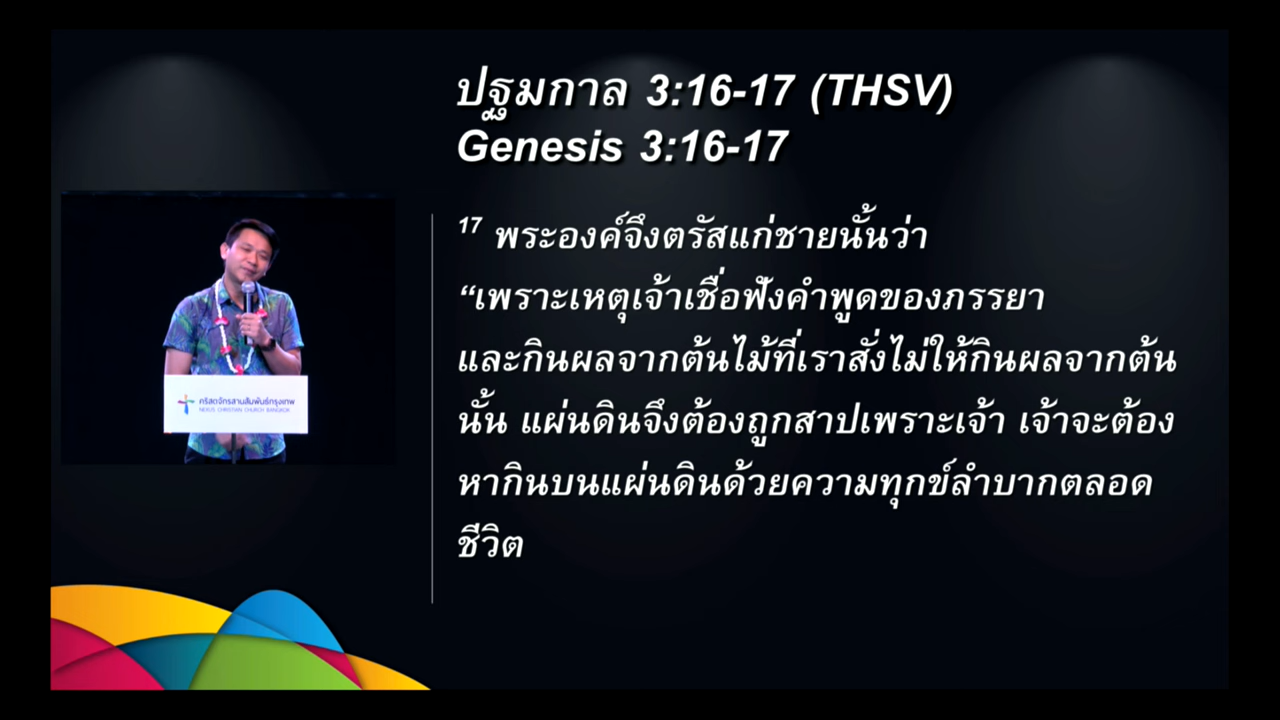 ปฐมกาล 3:16-17 (THSV)
Genesis 3:16-17
17 พระองค์จึงตรัสแก่ชายนั้นว่า
“เพราะเหตุเจ้าเชื่อฟังคำพูดของภรรยา
และกินผลจากต้นไม้ที่เราสั่งไม่ให้กินผลจากต้น
นั้น แผ่นดินจึงต้องถูกสาปเพราะเจ้า เจ้าจะต้อง
หากินบนแผ่นดินด้วยความทุกข์ลำบากตลอด
ชีวิต
คริสตจักรสานสัมพันธ์กรุงเทพ
NEXUS CHRISTIAN CHURCH BANGKOK